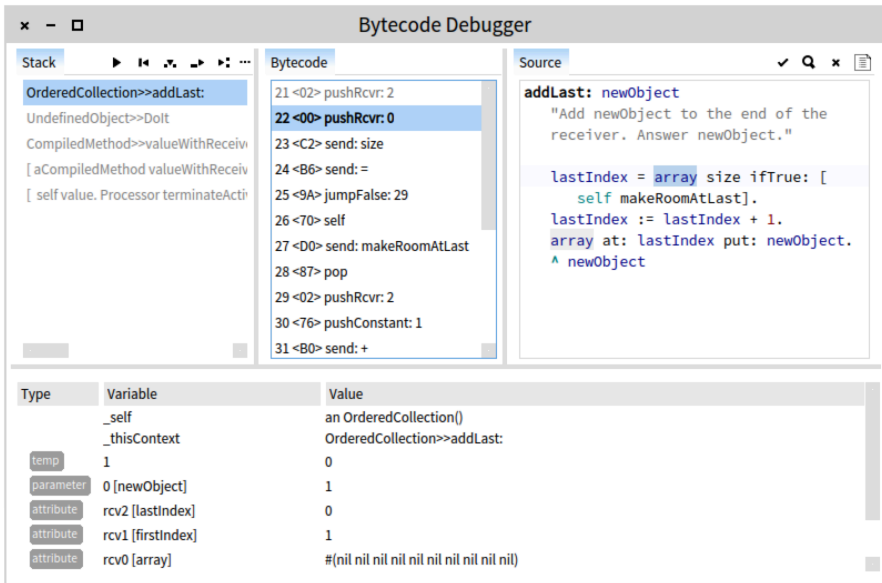 Bytecode Debugger
Stack
OrderedCollection>>addLast:
UndefinedObject>>DoIt
CompiledMethod>>valueWithReceive
[ aCompiledMethod valueWithReceiv
[ self value. Processor terminateActiv
Bytecode
21 <02> pushRcvr: 2
22 <00> pushRcvr: 0
23 <C2> send: size
24 <B6> send: =
25 <9A> jumpFalse: 29
26 <70> self
27 <D0> send: makeRoomAtLast
28 <87> pop
29 <02> pushRcvr: 2
30 <76> pushConstant: 1
31 <B0> send: +
Source
addLast: newObject
"Add newObject to the end of the
receiver. Answer newObject."
lastIndex = array size ifTrue: [
self makeRoomAtLast].
lastIndex := lastIndex + 1.
array at: lastIndex put: newObject.
^ newObject
Type Variable Value
_self an OrderedCollection()
_thisContext OrderedCollection>>addLast:
temp 1 0
parameter 0 [newObject] 1
attribute rcv2 [lastIndex] 0
attribute rcv1 [firstIndex] 1
attribute rcv0 [array] #(nil nil nil nil nil nil nil nil nil nil)